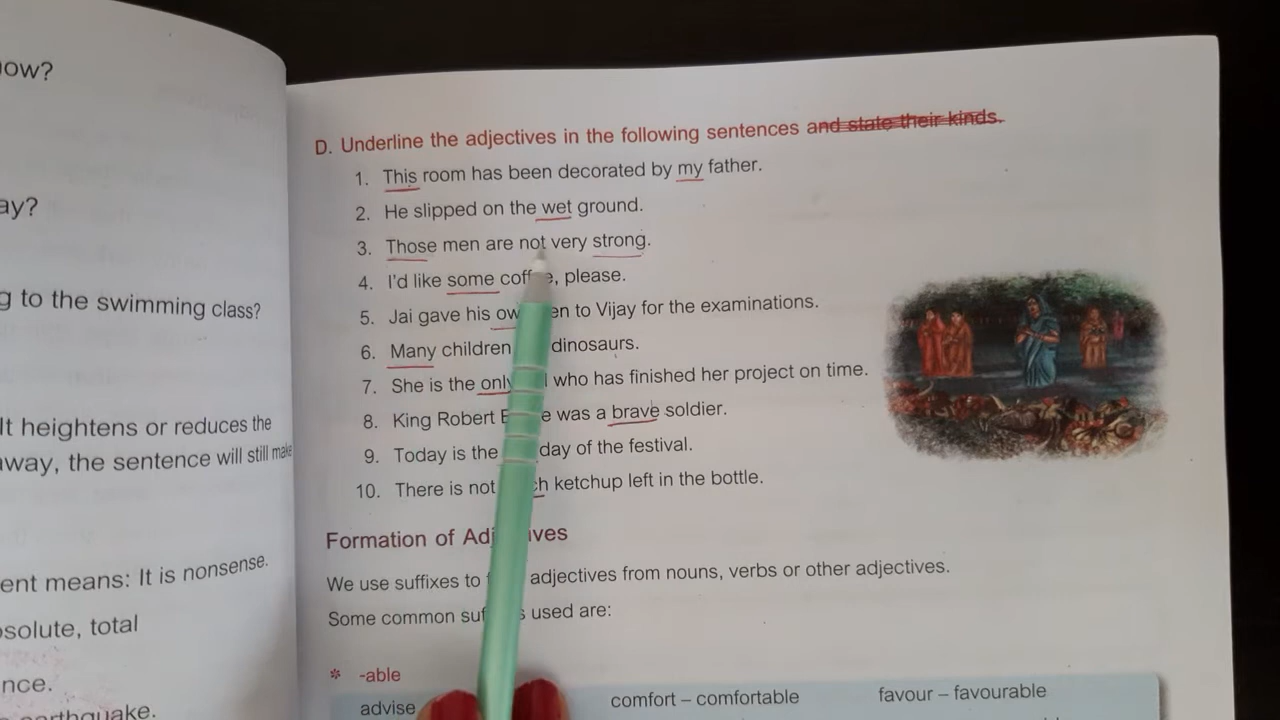 ow?
ay?
g to the swimming class?
It heightens or reduces the
away, the sentence will still make
ent means: It is nonsense.
bsolute, total
nce.
earthquake.
D. Underline the adjectives in the following sentences and state their kinds.
1. This room has been decorated by my father.
2. He slipped on the wet ground.
3. Those men are not very strong.
4. I'd like some coffee, please.
5. Jai gave his ow en to Vijay for the examinations.
6. Many children dinosaurs.
7. She is the only who has finished her project on time.
8. King Robert B e was a brave soldier.
9. Today is the day of the festival.
10. There is not ch ketchup left in the bottle.
Formation of Adjectives
We use suffixes to adjectives from nouns, verbs or other adjectives.
Some common suffixes used are:
* -able
advise comfort – comfortable favour – favourable